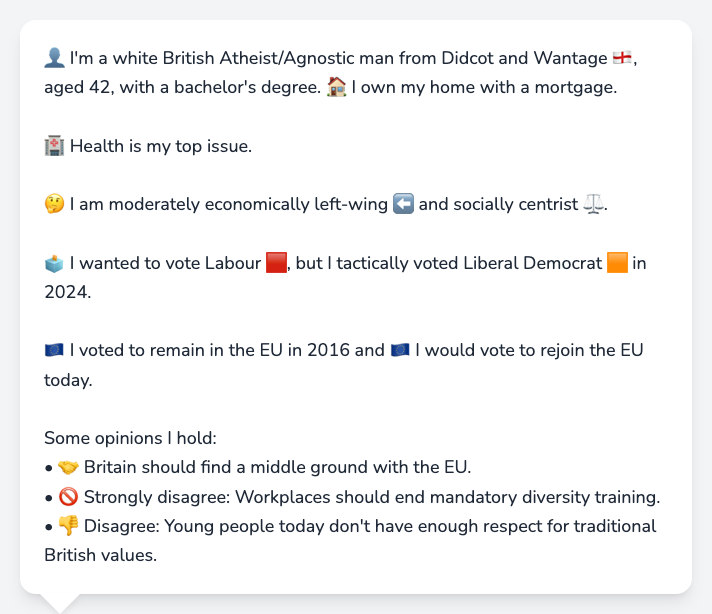 👤 I'm a white British Atheist/Agnostic man from Didcot and Wantage 🏴󠁧󠁢󠁥󠁮󠁧󠁿,
aged 42, with a bachelor's degree. 🏠 I own my home with a mortgage.
🏥 Health is my top issue.
🤔 I am moderately economically left-wing ⬅️ and socially centrist ⚖️.
🗳️ I wanted to vote Labour 🟥, but I tactically voted Liberal Democrat 🟧 in
2024.
🇪🇺 I voted to remain in the EU in 2016 and 🇪🇺 I would vote to rejoin the EU
today.
Some opinions I hold:
• 🤝 Britain should find a middle ground with the EU.
• 🚫 Strongly disagree: Workplaces should end mandatory diversity training.
• 👎 Disagree: Young people today don't have enough respect for traditional
British values.